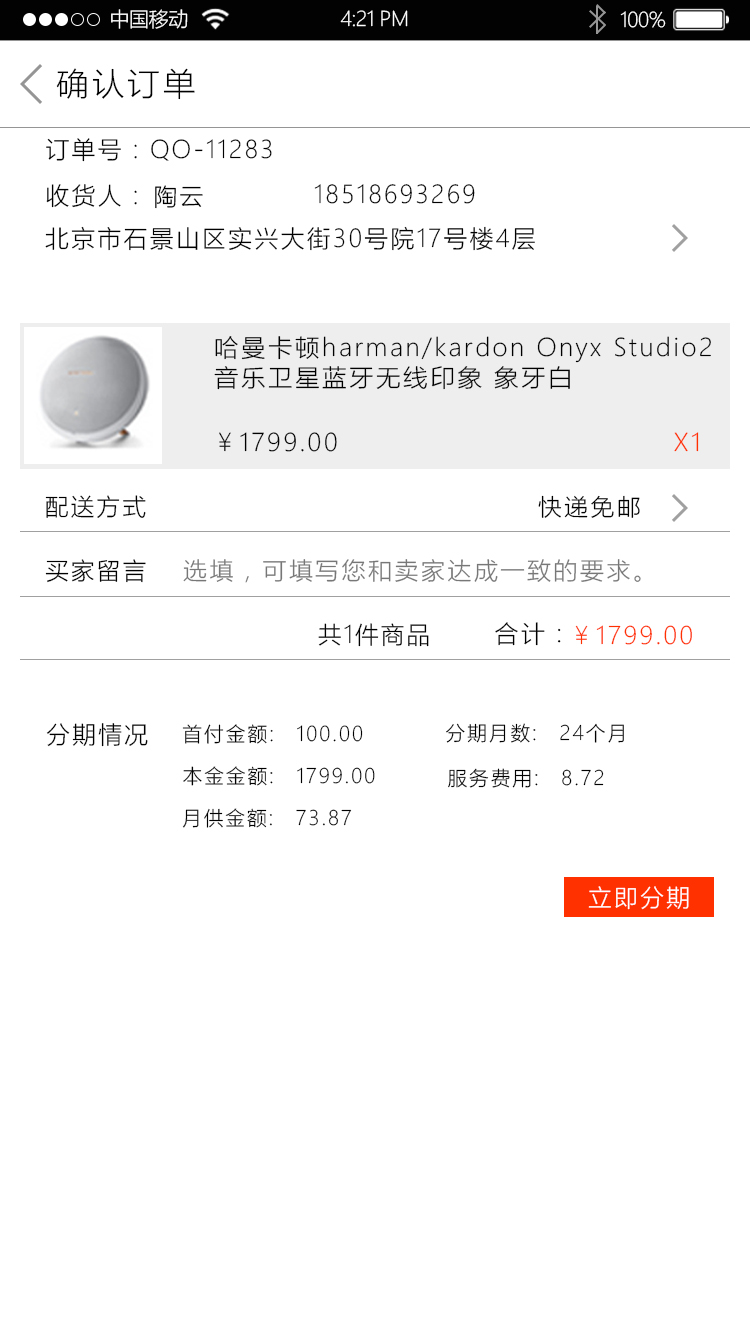 中国移动 4:21 PM 100%
确认订单
订单号：QO-11283
收货人：陶云 18518693269
北京市石景山区实兴大街30号院17号楼4层
哈曼卡顿harman/kardon Onyx Studio2
音乐卫星蓝牙无线印象 象牙白
¥1799.00 X1
配送方式 快递免邮
买家留言 选填，可填写您和卖家达成一致的要求。
共1件商品 合计：¥1799.00
分期情况 首付金额: 100.00 分期月数: 24个月
本金金额: 1799.00 服务费用: 8.72
月供金额: 73.87
立即分期